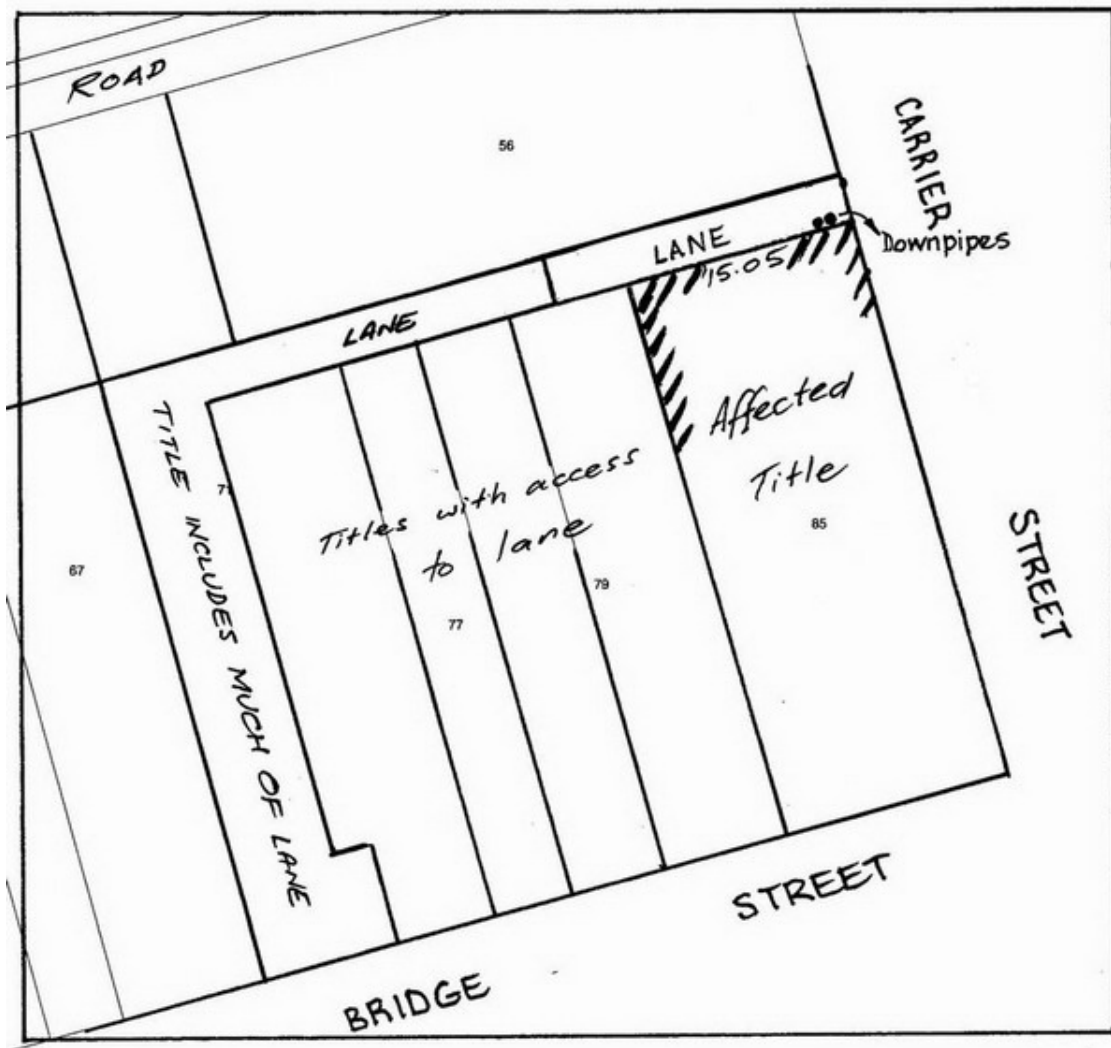 ROAD
56
CARRIER
LANE
Downpipes
15.05
LANE
Affected
Title
TITLE INCLUDES MUCH OF LANE
Titles with access
to lane
85
67
79
77
STREET
STREET
BRIDGE